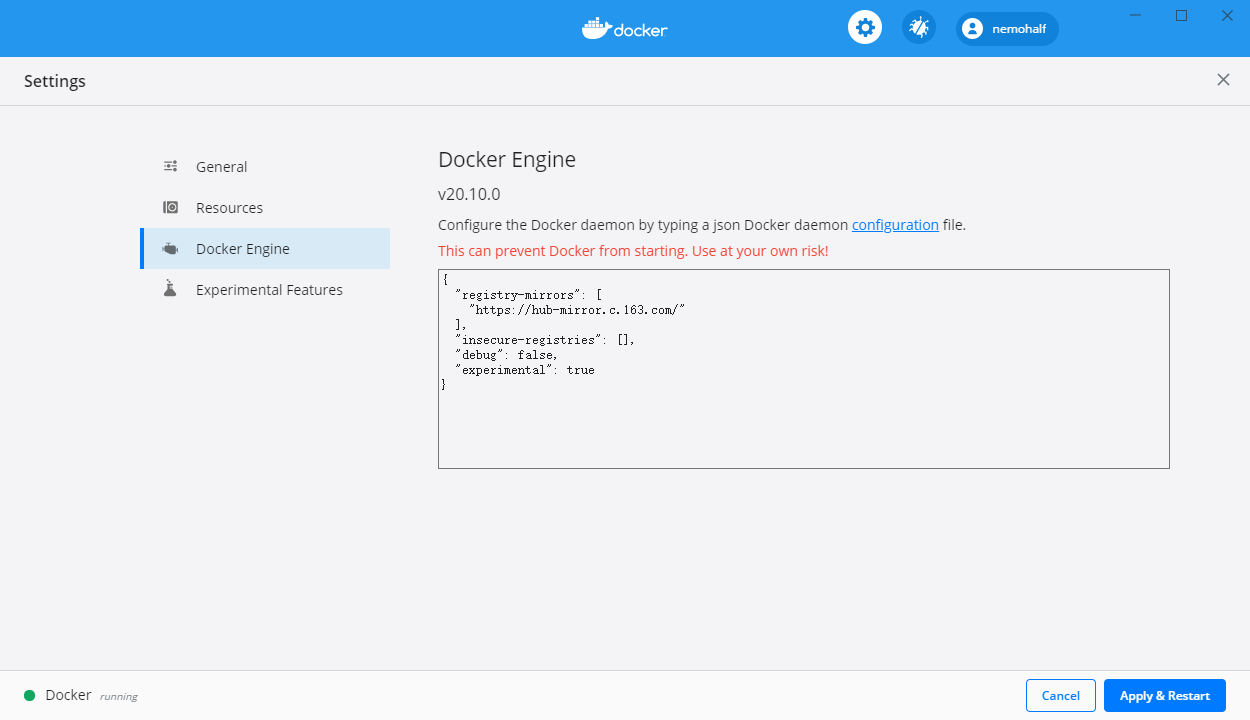 docker
nemohalf
Settings
General
Resources
Docker Engine
Experimental Features
Docker Engine
v20.10.0
Configure the Docker daemon by typing a json Docker daemon configuration file.
This can prevent Docker from starting. Use at your own risk!
{
  "registry-mirrors": [
    "https://hub-mirror.c.163.com/"
  ],
  "insecure-registries": [],
  "debug": false,
  "experimental": true
}
Docker running
Cancel
Apply & Restart